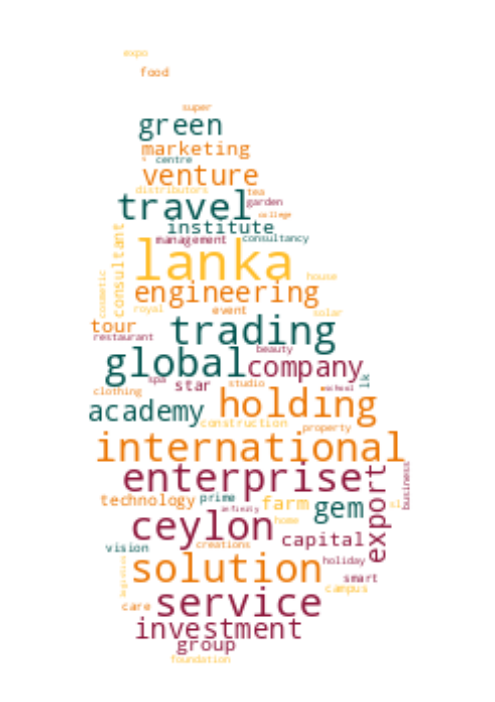 expo
food
super
green
marketing
centre
venture
distributors tea
travel garden
college
institute
management consultancy
consultant
lanka
cosmetic house
engineering
royal event solar
tour trading
restaurant
global beauty
company
spa star studio school lk
clothing
holding
academy
construction property
international
enterprise
business
technology prime farm gem export
infinity sl
ceylon home
capital
vision creations
holiday
solution
logistics smart
campus
care service
investment
group
foundation